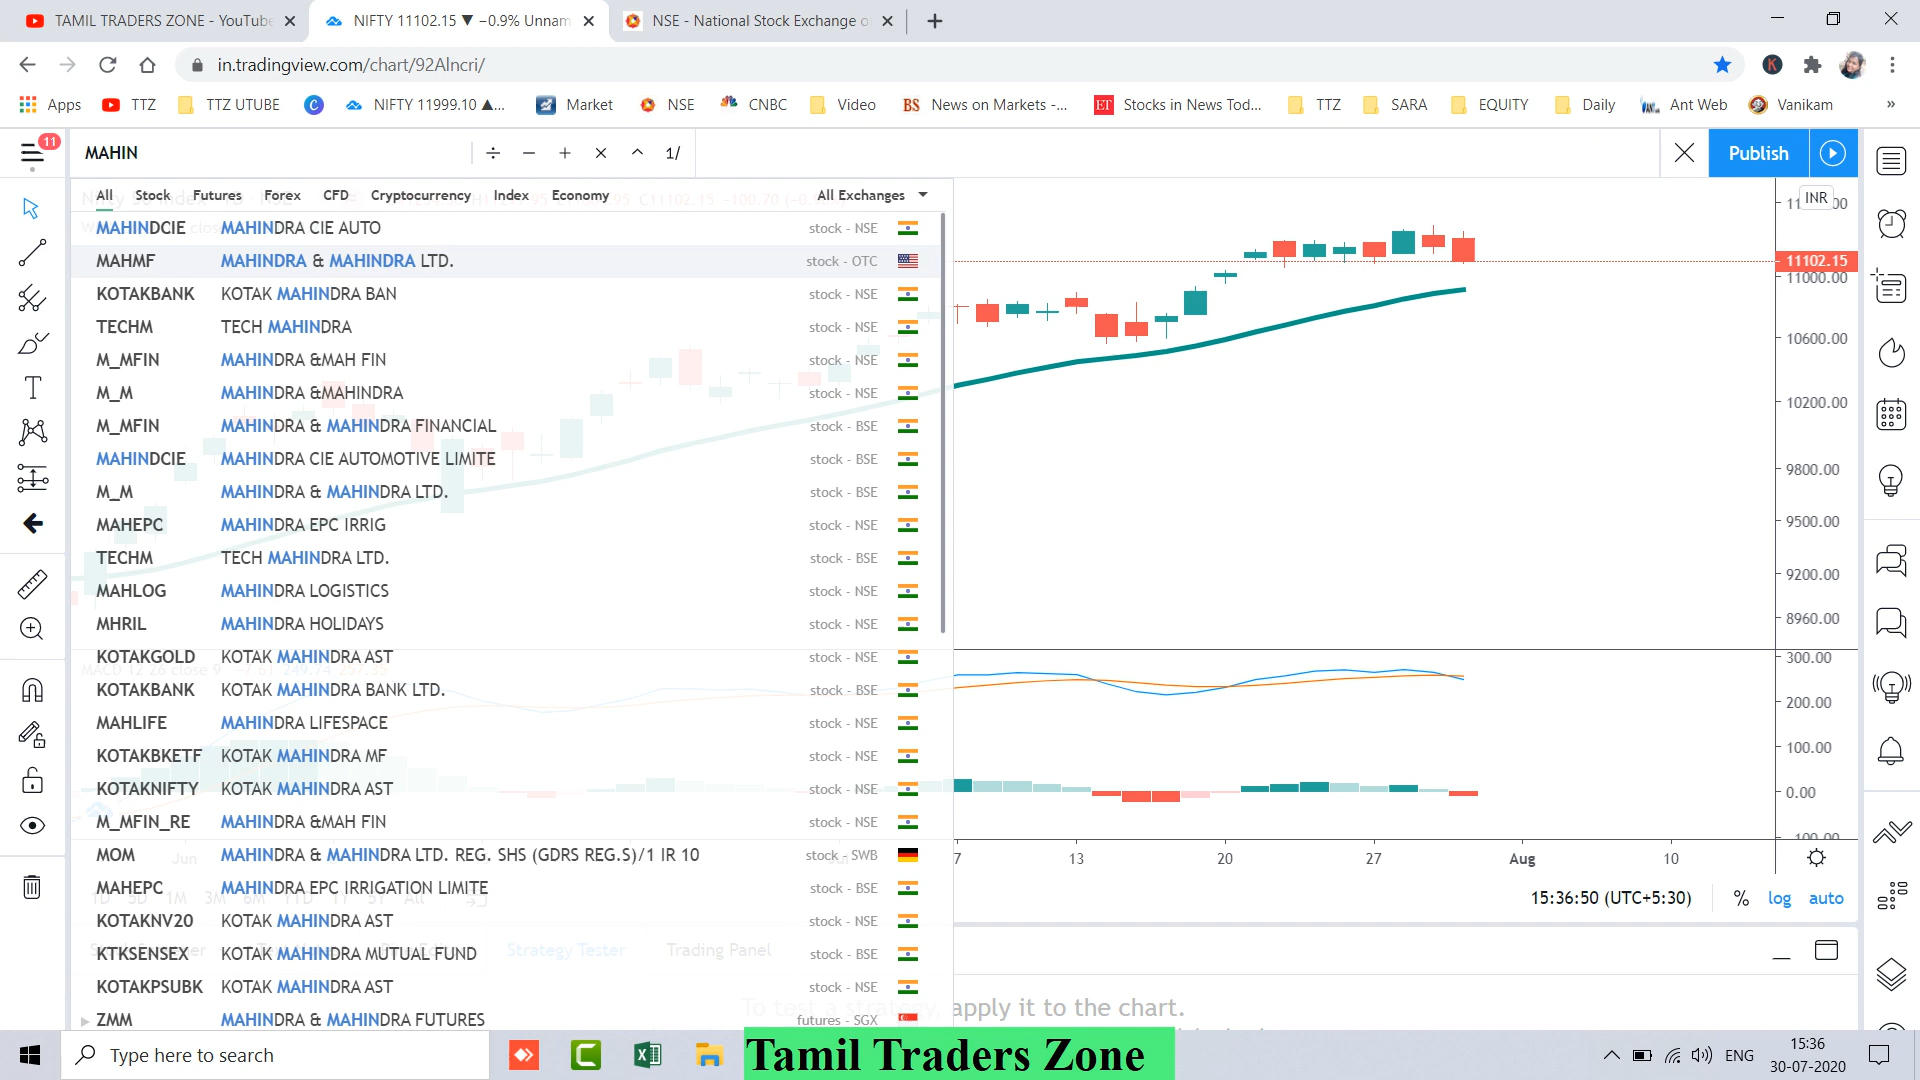 TAMIL TRADERS ZONE - YouTube
NIFTY 11102.15 ▼ −0.9% Unnam
NSE - National Stock Exchange o
in.tradingview.com/chart/92Alncri/
Apps TTZ TTZ UTUBE NIFTY 11999.10 ▲... Market NSE CNBC Video BS News on Markets -... ET Stocks in News Tod... TTZ SARA EQUITY Daily Ant Web Vanikam »
11 MAHIN ÷ − + × ^ 1/ Publish
All Stock Futures Forex CFD Cryptocurrency Index Economy All Exchanges
INR
MAHINDCIE MAHINDRA CIE AUTO stock - NSE
MAHMF MAHINDRA & MAHINDRA LTD. stock - OTC
KOTAKBANK KOTAK MAHINDRA BAN stock - NSE
TECHM TECH MAHINDRA stock - NSE
M_MFIN MAHINDRA &MAH FIN stock - NSE
M_M MAHINDRA &MAHINDRA stock - NSE
M_MFIN MAHINDRA & MAHINDRA FINANCIAL stock - BSE
MAHINDCIE MAHINDRA CIE AUTOMOTIVE LIMITE stock - BSE
M_M MAHINDRA & MAHINDRA LTD. stock - BSE
MAHEPC MAHINDRA EPC IRRIG stock - NSE
TECHM TECH MAHINDRA LTD. stock - BSE
MAHLOG MAHINDRA LOGISTICS stock - NSE
MHRIL MAHINDRA HOLIDAYS stock - NSE
KOTAKGOLD KOTAK MAHINDRA AST stock - NSE
KOTAKBANK KOTAK MAHINDRA BANK LTD. stock - BSE
MAHLIFE MAHINDRA LIFESPACE stock - NSE
KOTAKBKETF KOTAK MAHINDRA MF stock - NSE
KOTAKNIFTY KOTAK MAHINDRA AST stock - NSE
M_MFIN_RE MAHINDRA &MAH FIN stock - NSE
MOM MAHINDRA & MAHINDRA LTD. REG. SHS (GDRS REG.S)/1 IR 10 stock - SWB
MAHEPC MAHINDRA EPC IRRIGATION LIMITE stock - BSE
KOTAKNV20 KOTAK MAHINDRA AST stock - NSE
KTKSENSEX KOTAK MAHINDRA MUTUAL FUND stock - BSE
KOTAKPSUBK KOTAK MAHINDRA AST stock - NSE
ZMM MAHINDRA & MAHINDRA FUTURES futures - SGX
11102.15
11000.00
10600.00
10200.00
9800.00
9500.00
9200.00
8960.00
300.00
200.00
100.00
0.00
-100.00
Jun 7 13 20 27 Aug 10
15:36:50 (UTC+5:30) % log auto
Strategy Tester Trading Panel
To test a strategy, apply it to the chart.
Type here to search
Tamil Traders Zone
ENG
15:36
30-07-2020